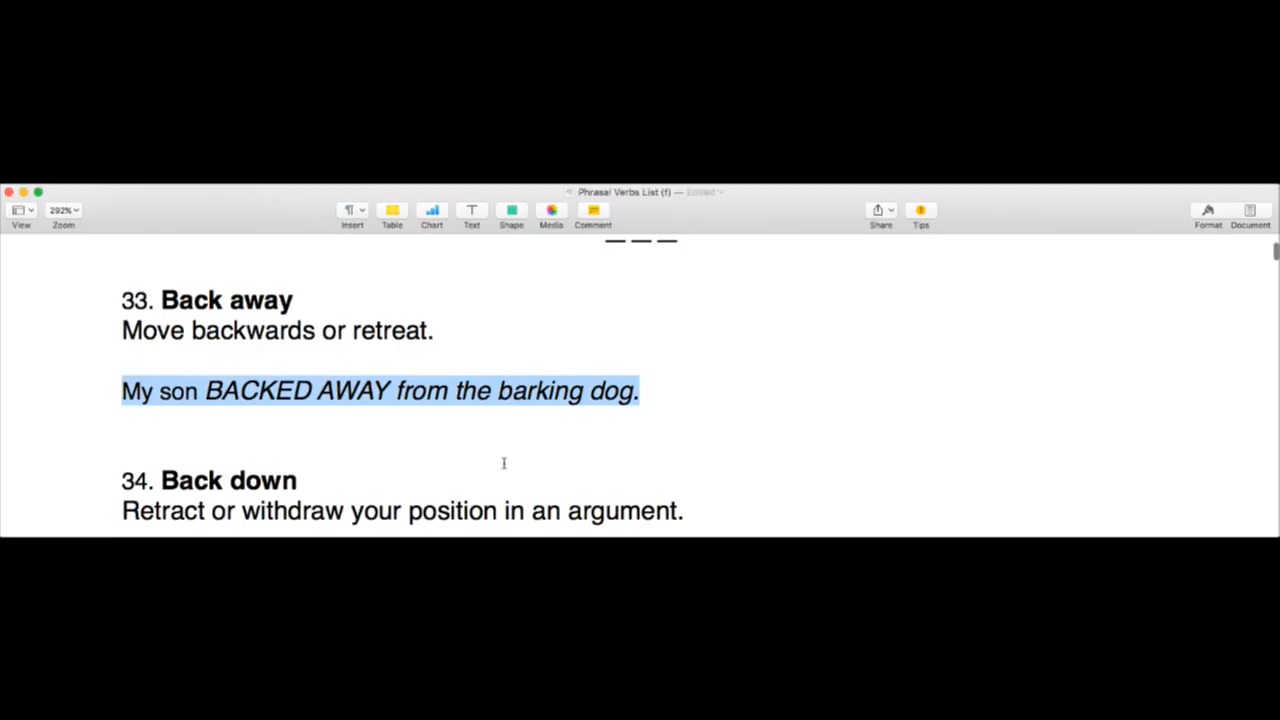 Phrasal Verbs List (f) — Edited
292%
View Zoom Insert Table Chart Text Shape Media Comment Share Tips Format Document
33. Back away
Move backwards or retreat.
My son BACKED AWAY from the barking dog.
34. Back down
Retract or withdraw your position in an argument.